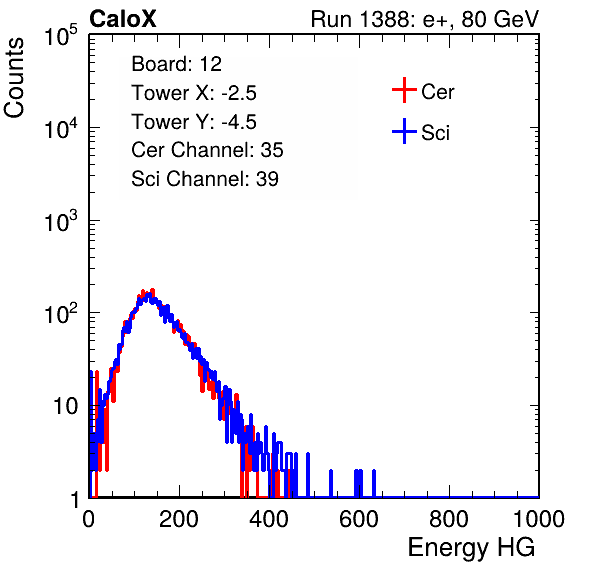 CaloX Run 1388: e+, 80 GeV
Counts
Board: 12
Tower X: -2.5
Tower Y: -4.5
Cer Channel: 35
Sci Channel: 39
Cer
Sci
10^5
10^4
10^3
10^2
10
1
0 200 400 600 800 1000
Energy HG